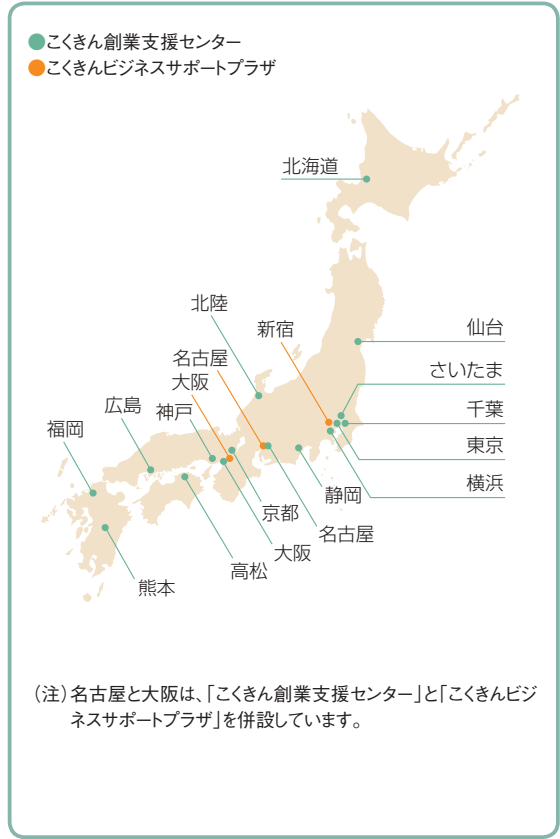 ●こくきん創業支援センター
●こくきんビジネスサポートプラザ
北海道
北陸
新宿
仙台
名古屋
大阪
さいたま
広島
神戸
千葉
福岡
東京
横浜
静岡
京都
名古屋
大阪
高松
熊本
（注）名古屋と大阪は、「こくきん創業支援センター」と「こくきんビジ
ネスサポートプラザ」を併設しています。